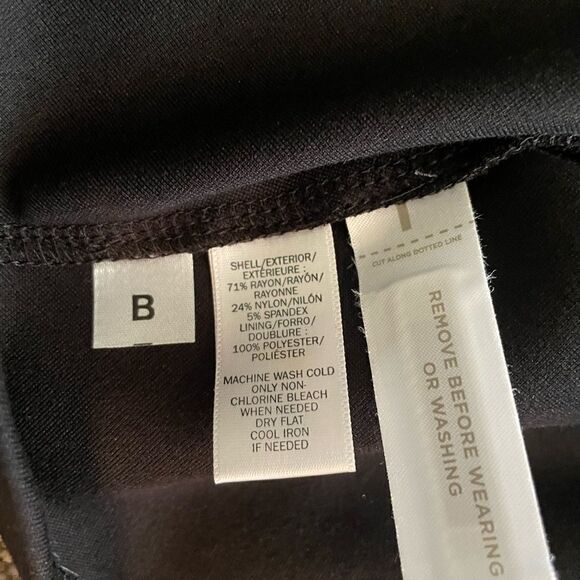 B
SHELL/EXTERIOR/
EXTÉRIEURE:
71% RAYON/RAYÓN/
RAYONNE
24% NYLON/NILÓN
5% SPANDEX
LINING/FORRO/
DOUBLURE:
100% POLYESTER/
POLIÉSTER
MACHINE WASH COLD
ONLY NON-
CHLORINE BLEACH
WHEN NEEDED
DRY FLAT
COOL IRON
IF NEEDED
CUT ALONG DOTTED LINE
REMOVE BEFORE WEARING
OR WASHING